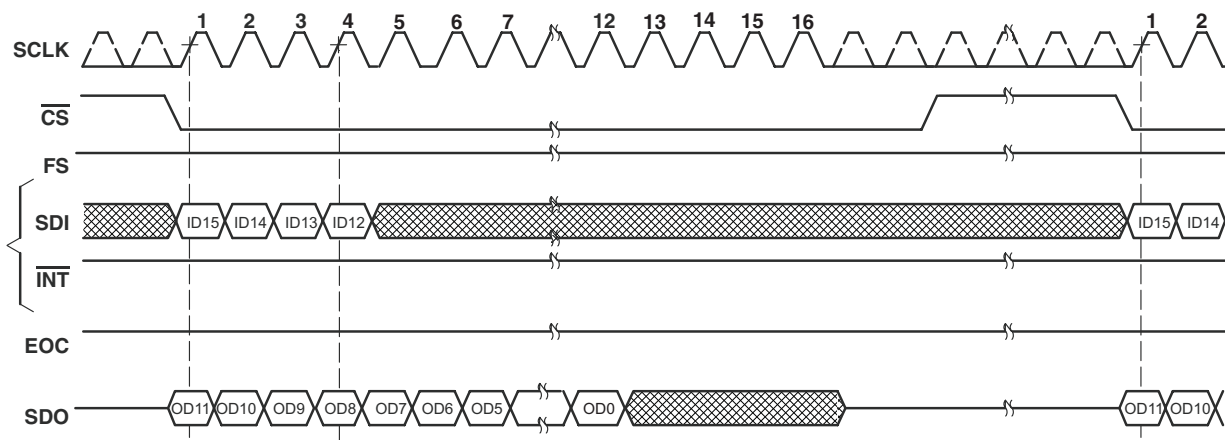 1 2 3 4 5 6 7 12 13 14 15 16 1 2
SCLK
CS
FS
SDI ID15 ID14 ID13 ID12 ID15 ID14
INT
EOC
SDO OD11 OD10 OD9 OD8 OD7 OD6 OD5 OD0 OD11 OD10